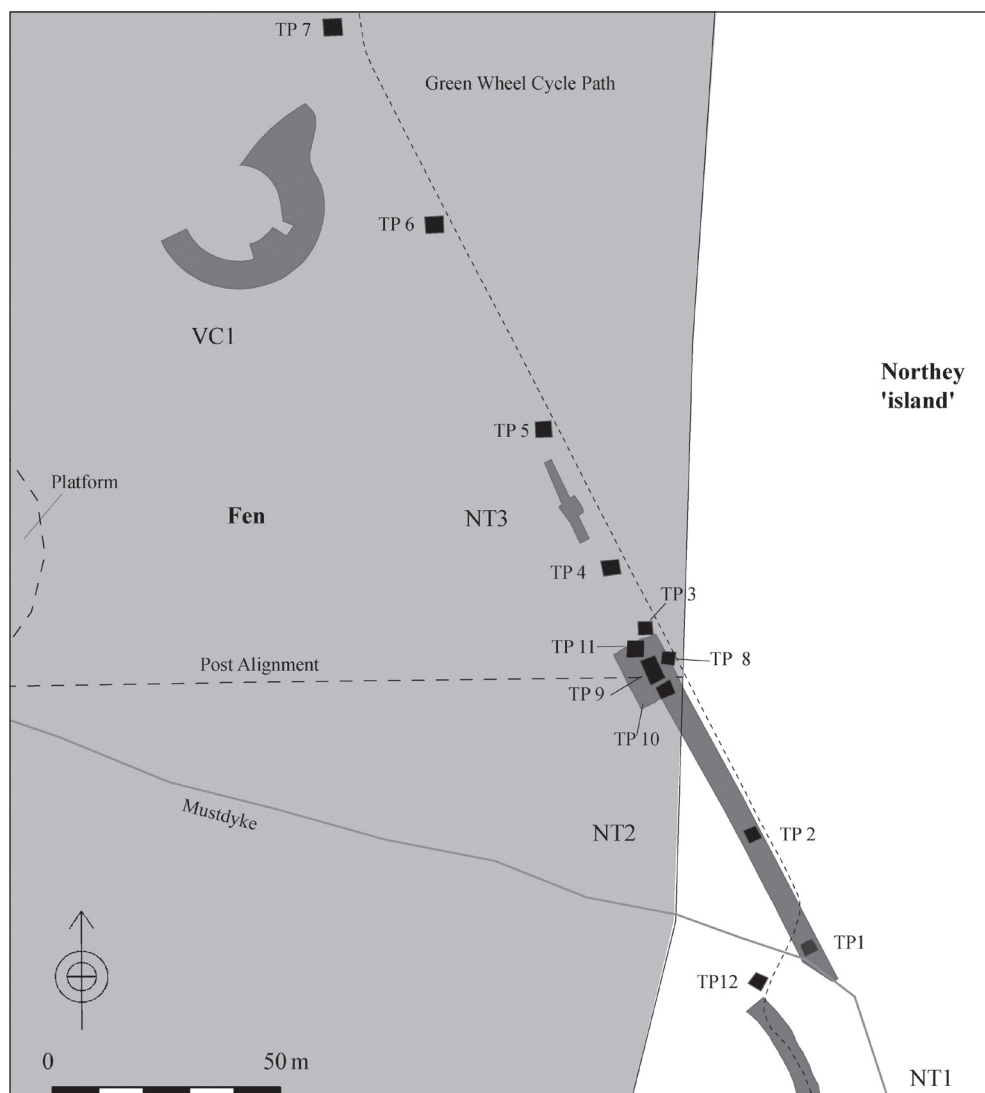 TP 7
Green Wheel Cycle Path
TP 6
VC1
Northey
'island'
TP 5
Platform
Fen
NT3
TP 4
TP 3
TP 11
TP 8
Post Alignment
TP 9
TP 10
Mustdyke
NT2
TP 2
TP1
TP12
0
50 m
NT1